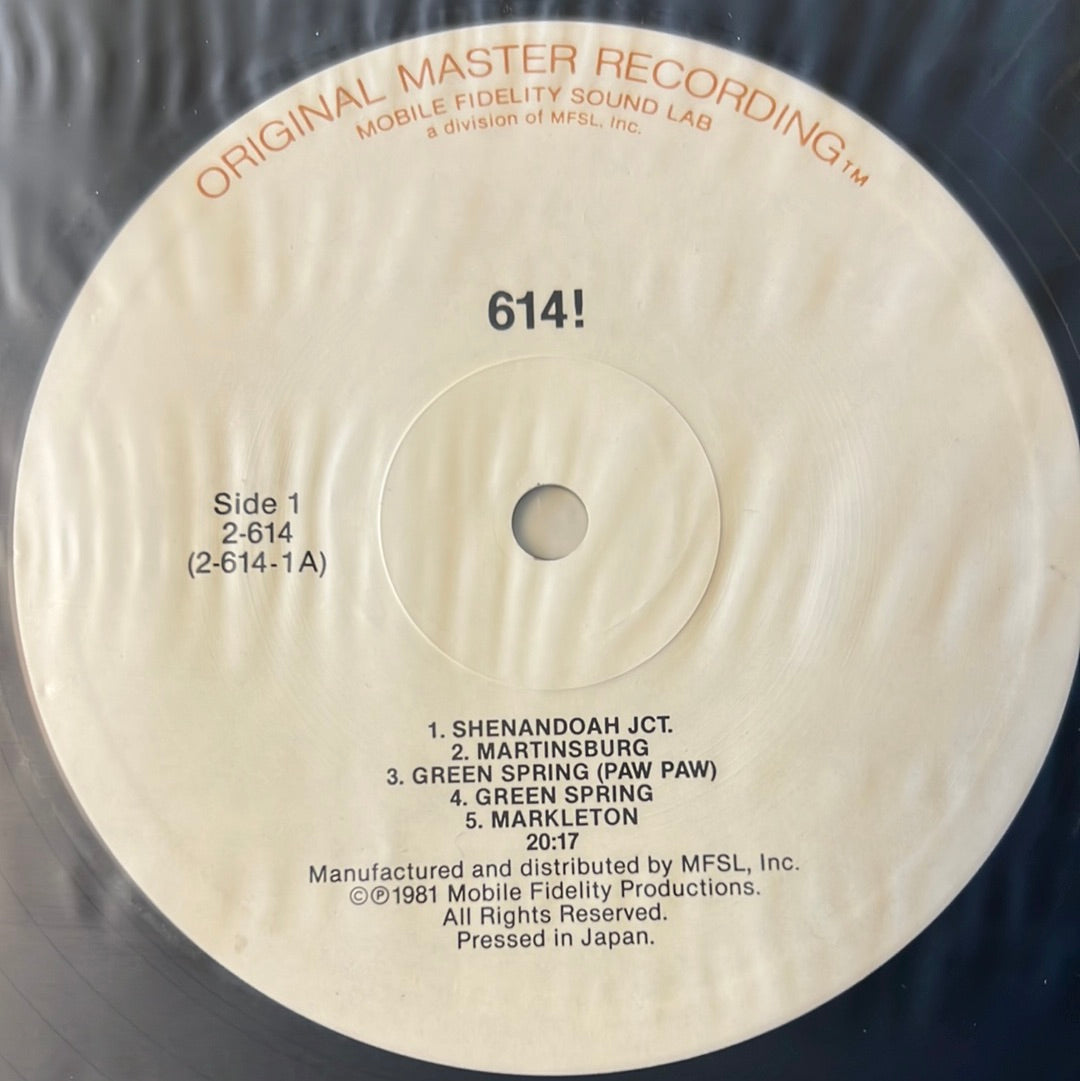 ORIGINAL MASTER RECORDING™
MOBILE FIDELITY SOUND LAB
a division of MFSL, Inc.
614!
Side 1
2-614
(2-614-1A)
1. SHENANDOAH JCT.
2. MARTINSBURG
3. GREEN SPRING (PAW PAW)
4. GREEN SPRING
5. MARKLETON
20:17
Manufactured and distributed by MFSL, Inc.
©℗1981 Mobile Fidelity Productions.
All Rights Reserved.
Pressed in Japan.